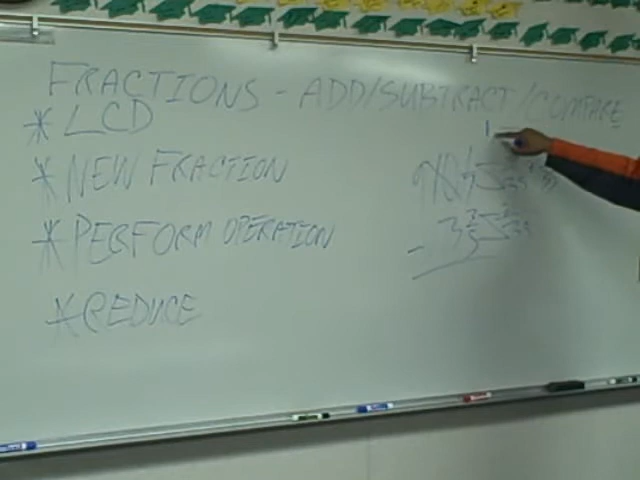 FRACTIONS - ADD/SUBTRACT/COMPARE
* LCD
* NEW FRACTION
* PERFORM OPERATION
* REDUCE